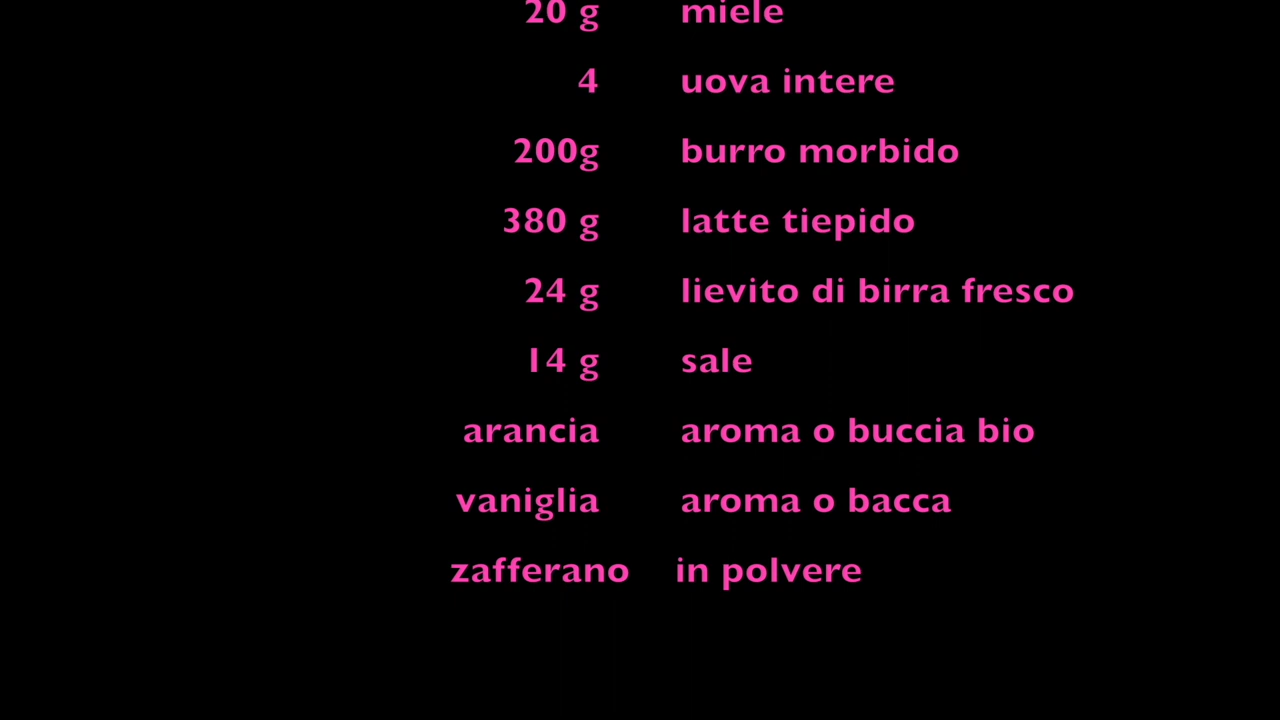 20 g miele
4 uova intere
200g burro morbido
380 g latte tiepido
24 g lievito di birra fresco
14 g sale
arancia aroma o buccia bio
vaniglia aroma o bacca
zafferano in polvere